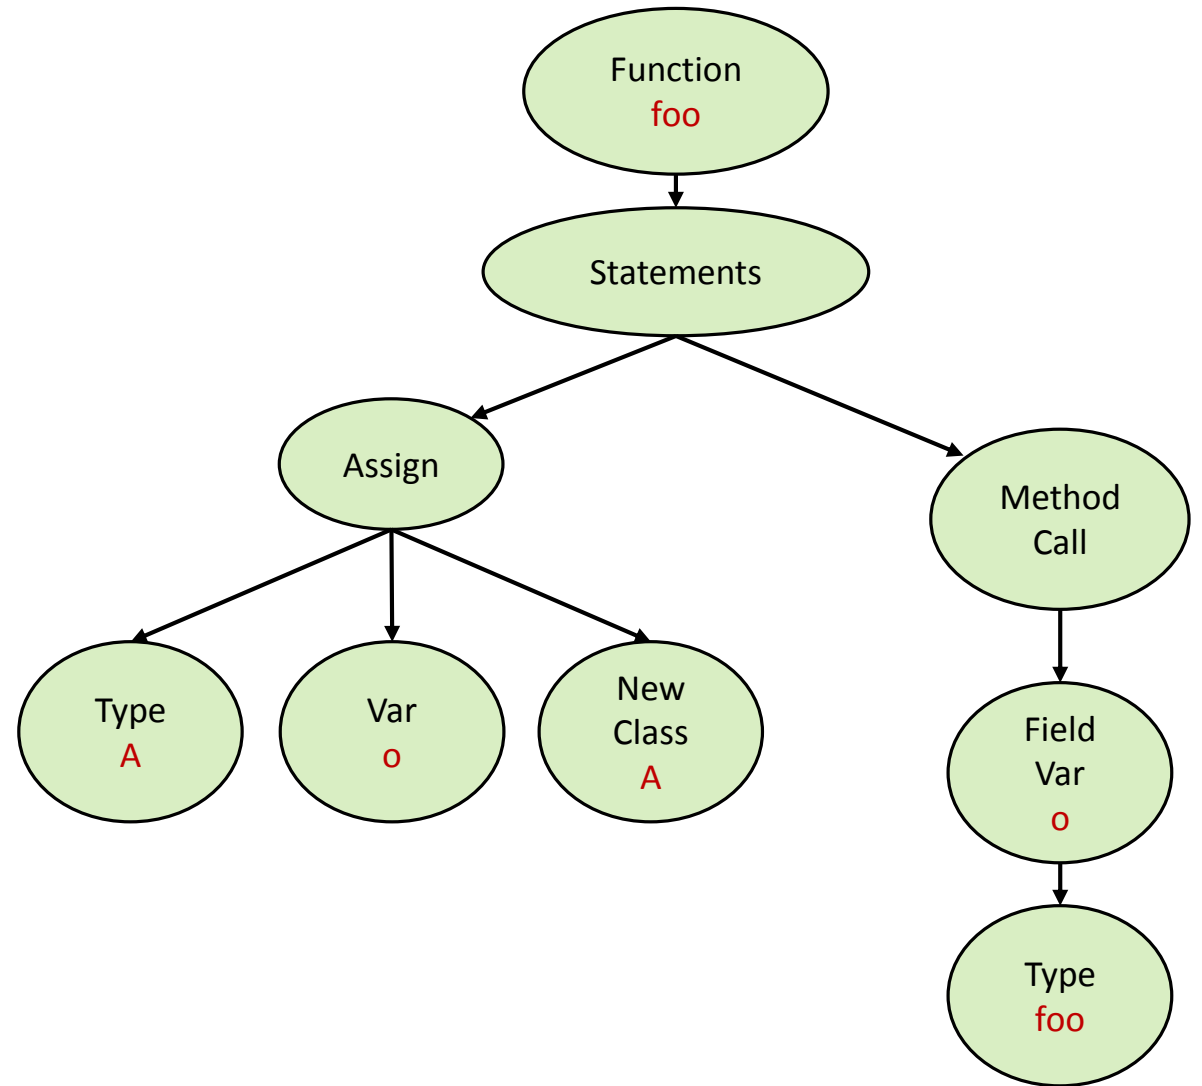 Function
foo
Statements
Assign
Method
Call
Type
A
Var
o
New
Class
A
Field
Var
o
Type
foo